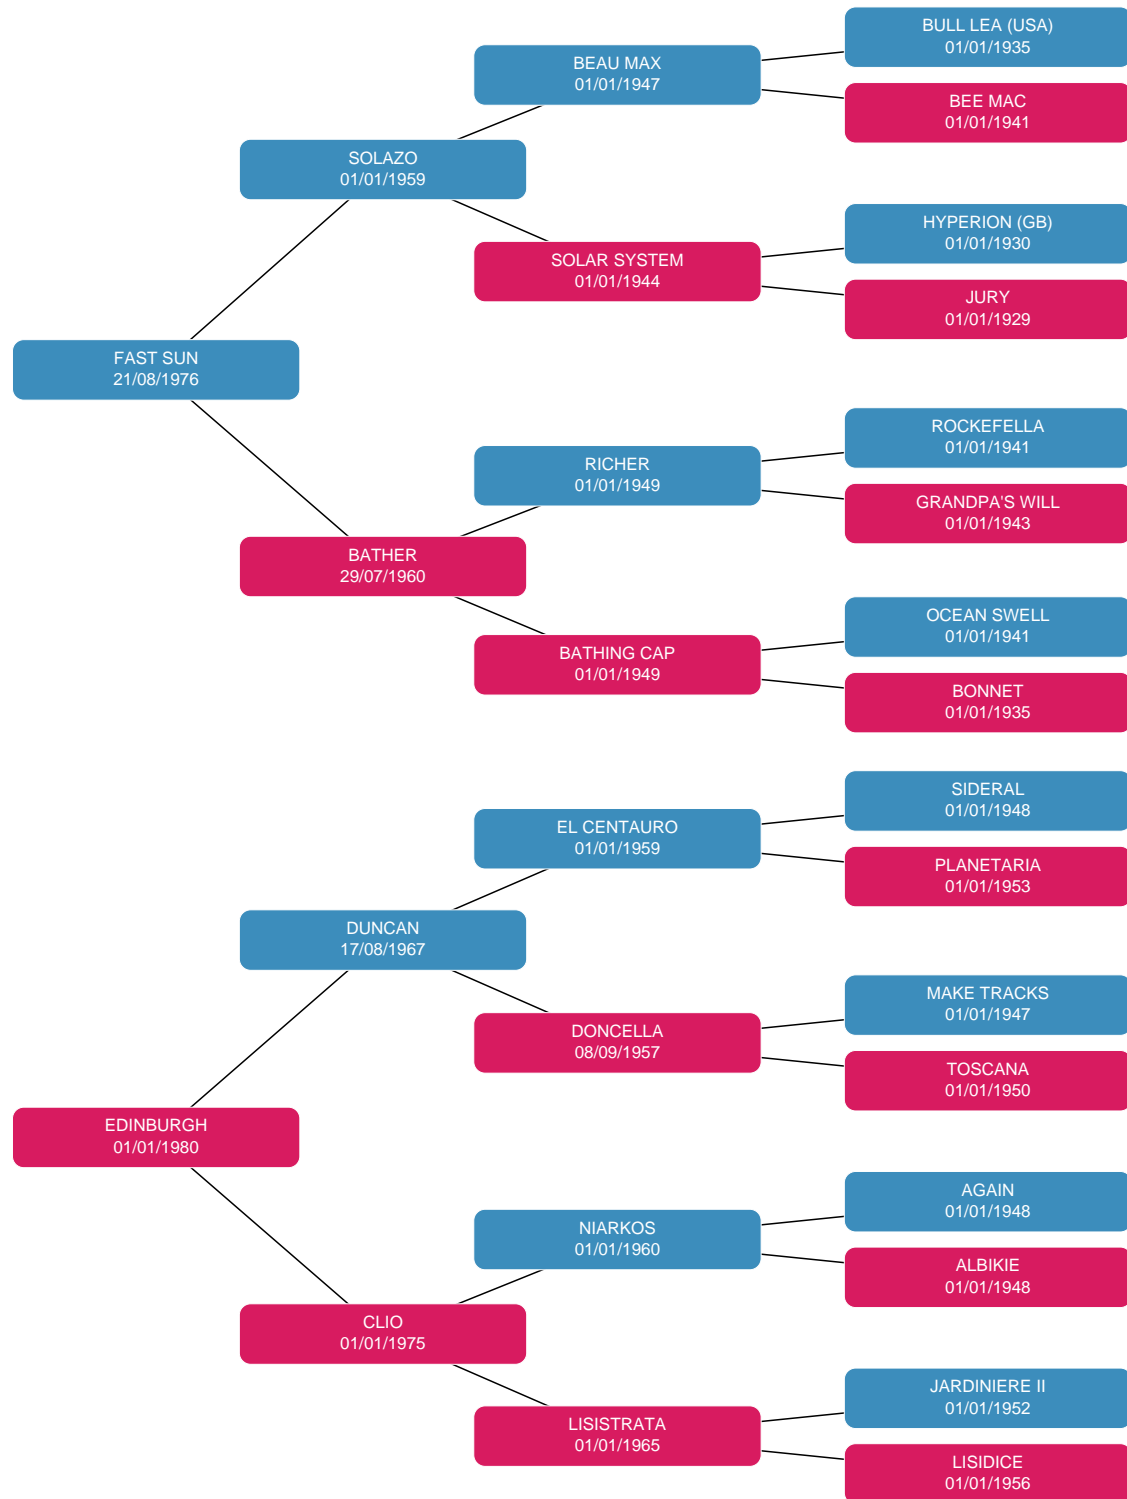 BULL LEA (USA)
01/01/1935
BEAU MAX
01/01/1947
BEE MAC
01/01/1941
SOLAZO
01/01/1959
HYPERION (GB)
01/01/1930
SOLAR SYSTEM
01/01/1944
JURY
01/01/1929
FAST SUN
21/08/1976
ROCKEFELLA
01/01/1941
RICHER
01/01/1949
GRANDPA'S WILL
01/01/1943
BATHER
29/07/1960
OCEAN SWELL
01/01/1941
BATHING CAP
01/01/1949
BONNET
01/01/1935
SIDERAL
01/01/1948
EL CENTAURO
01/01/1959
PLANETARIA
01/01/1953
DUNCAN
17/08/1967
MAKE TRACKS
01/01/1947
DONCELLA
08/09/1957
TOSCANA
01/01/1950
EDINBURGH
01/01/1980
AGAIN
01/01/1948
NIARKOS
01/01/1960
ALBIKIE
01/01/1948
CLIO
01/01/1975
JARDINIERE II
01/01/1952
LISISTRATA
01/01/1965
LISIDICE
01/01/1956